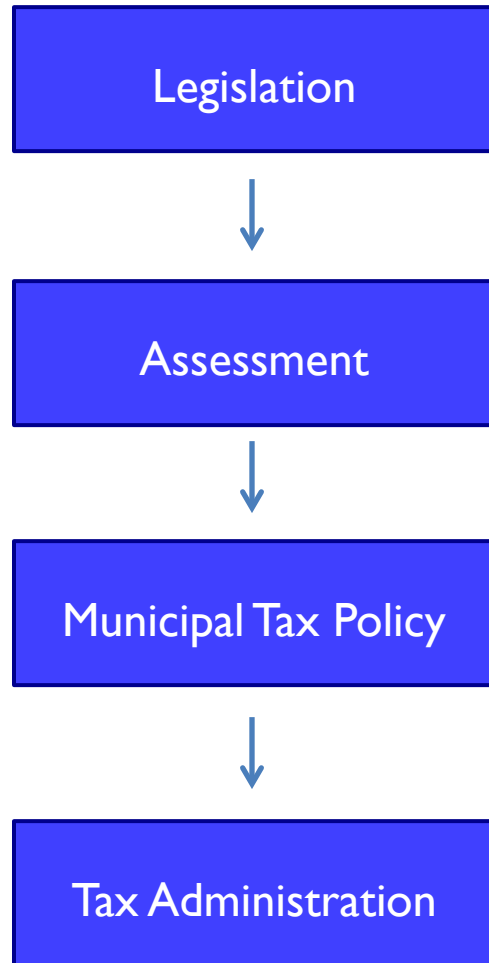 Legislation
Assessment
Municipal Tax Policy
Tax Administration